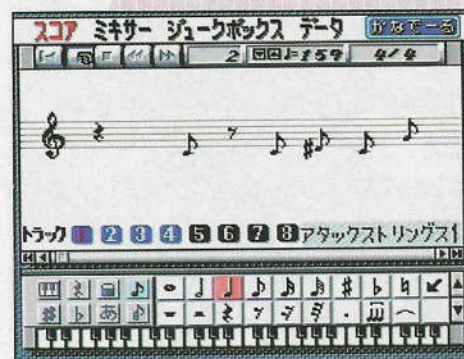 スコア ミキサー ジュークボックス データ かなでーる
2 ♩=159 4/4
トラック 1 2 3 4 5 6 7 8 アタックストリングス1
あ